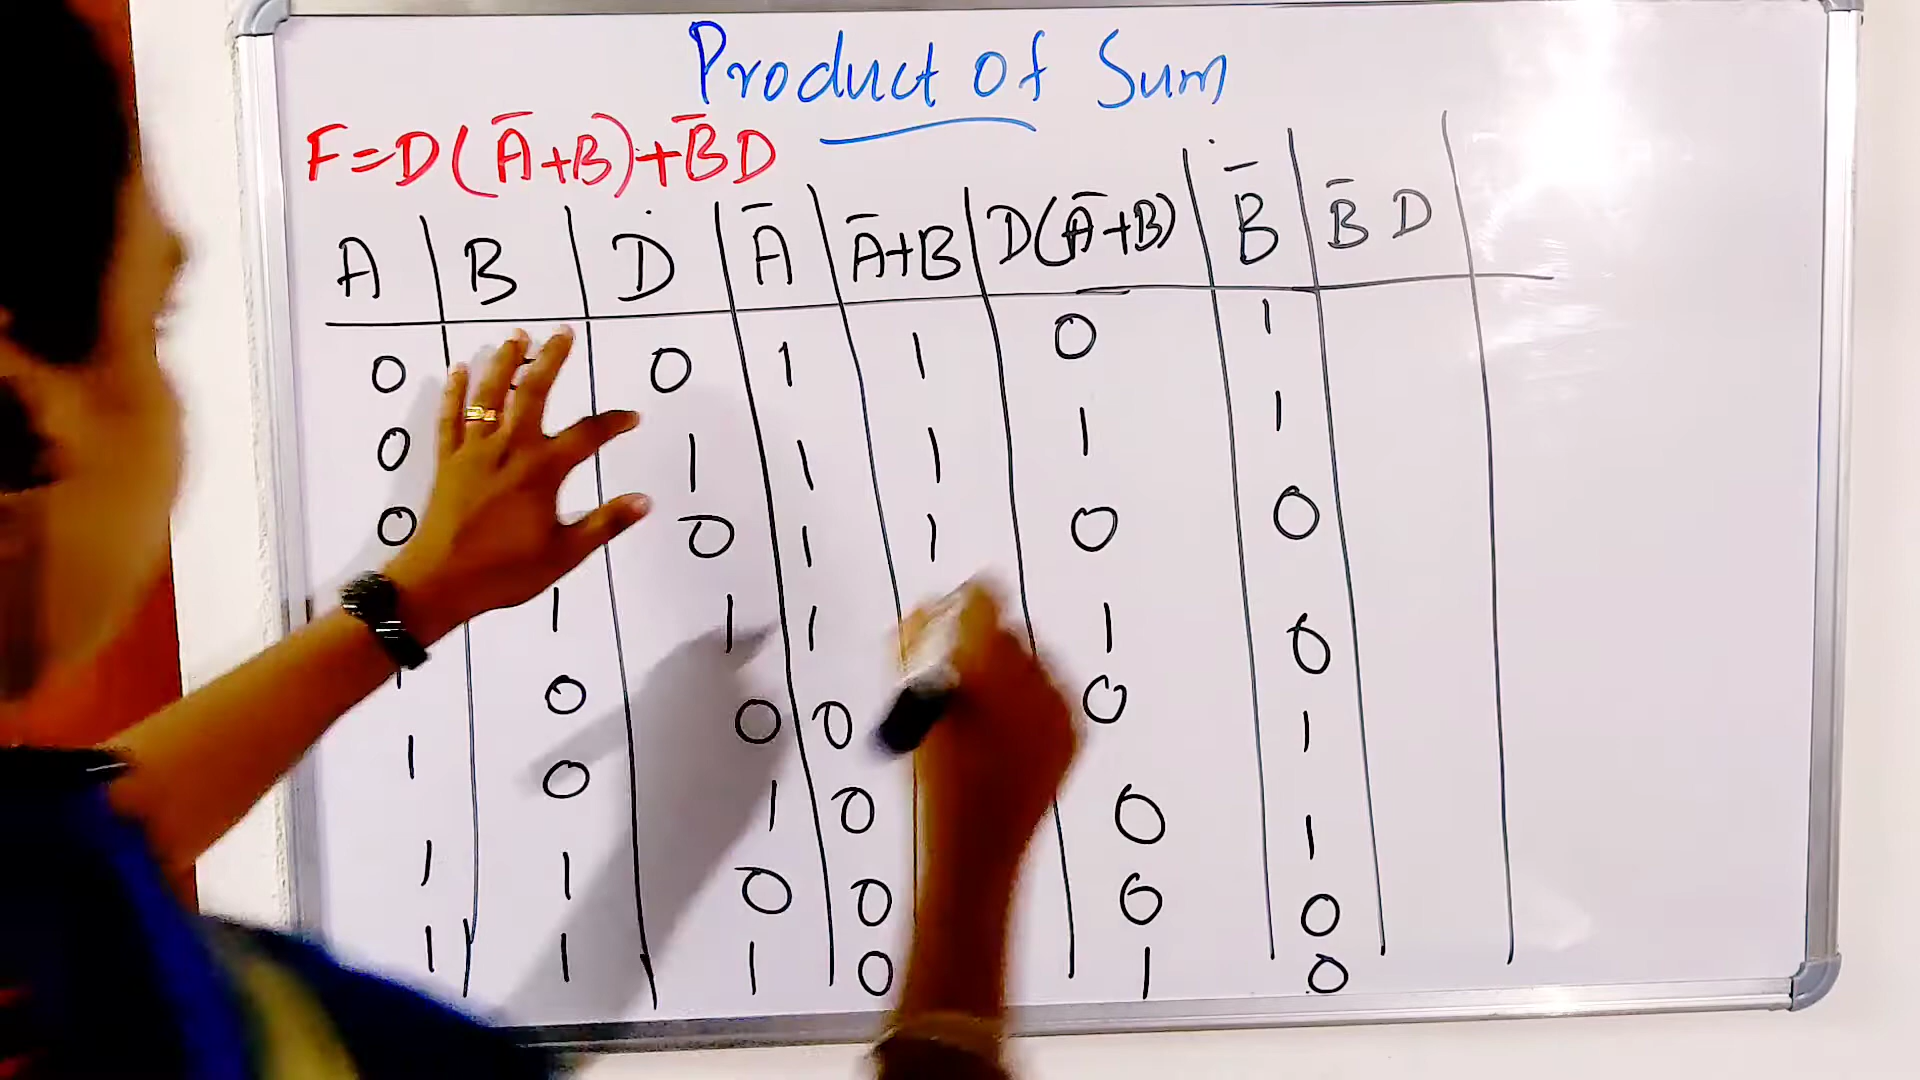 Product Of Sum
F=D(Ā+B)+B̄D
A B D Ā Ā+B D(Ā+B) B̄ B̄ D
0 0 1 1 0 1
0 1 1 1 1 1
0 0 1 1 0 0
1 1 1 1 0
0 0 0 0 1
1 0 1 0 0 1
1 1 0 0 0 0
1 1 1 0 1 0